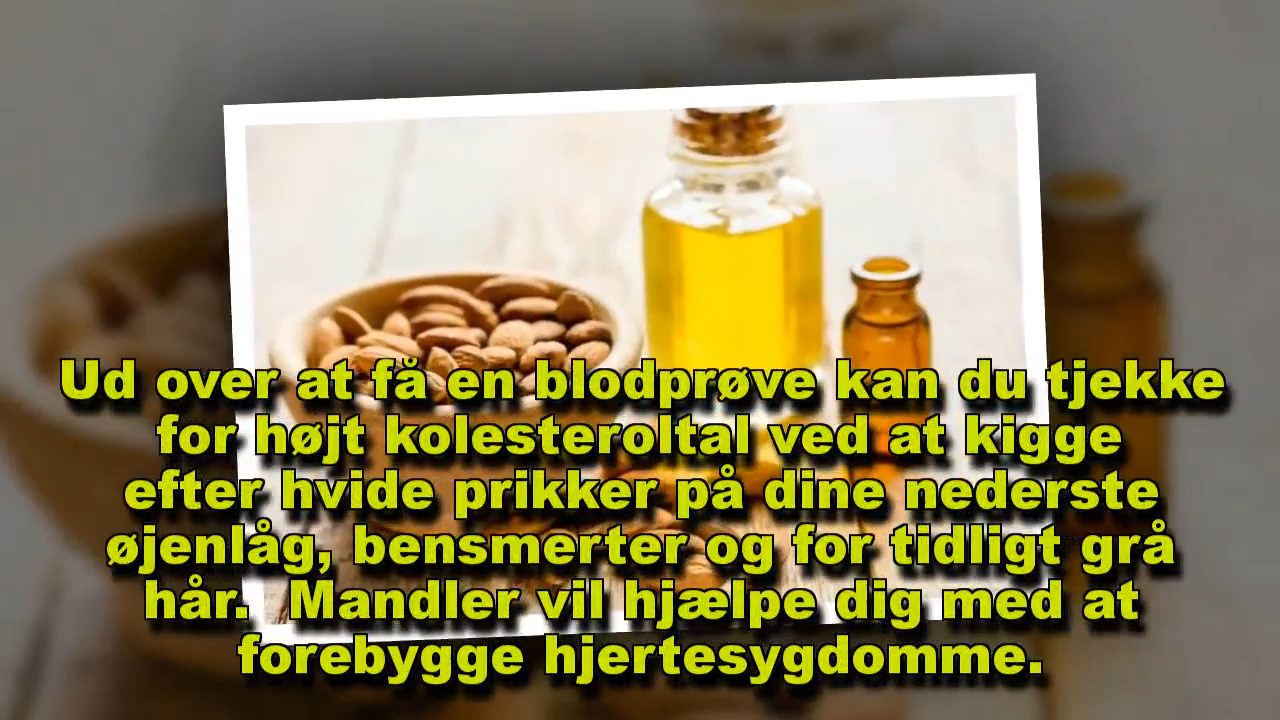 Ud over at få en blodprøve kan du tjekke
for højt kolesteroltal ved at kigge
efter hvide prikker på dine nederste
øjenlåg, bensmerter og for tidligt grå
hår.  Mandler vil hjælpe dig med at
forebygge hjertesygdomme.